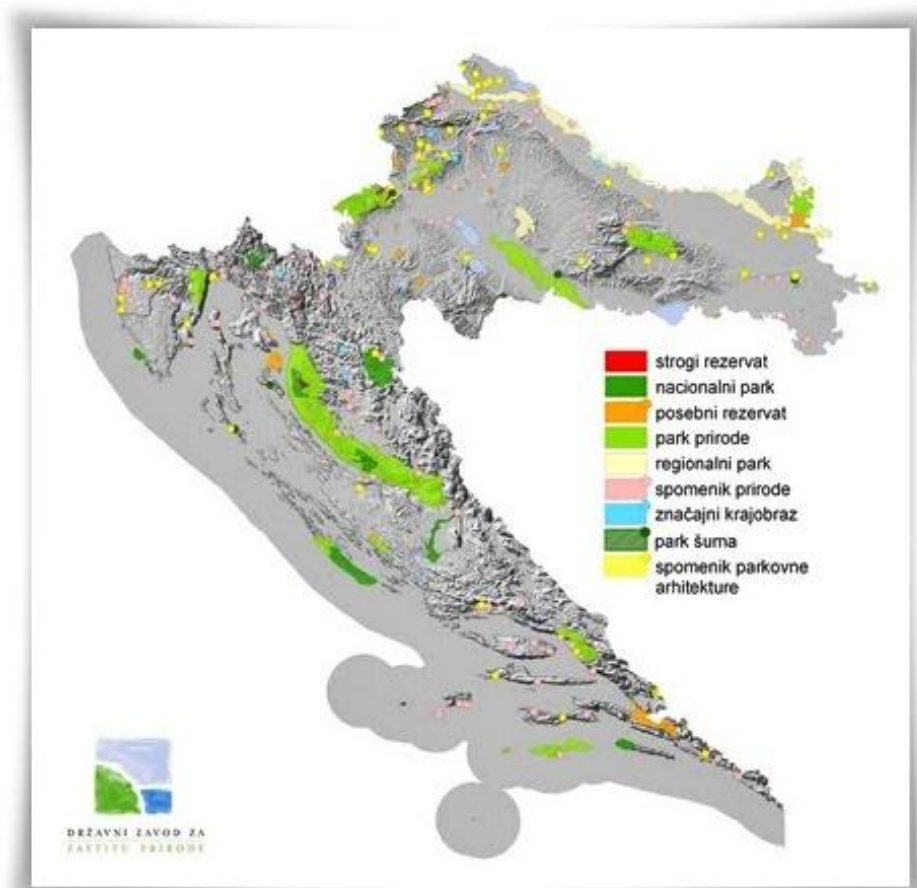 strogi rezervat
nacionalni park
posebni rezervat
park prirode
regionalni park
spomenik prirode
značajni krajobraz
park šuma
spomenik parkovne
arhitekture
DRŽAVNI ZAVOD ZA
ZAŠTITU PRIRODE